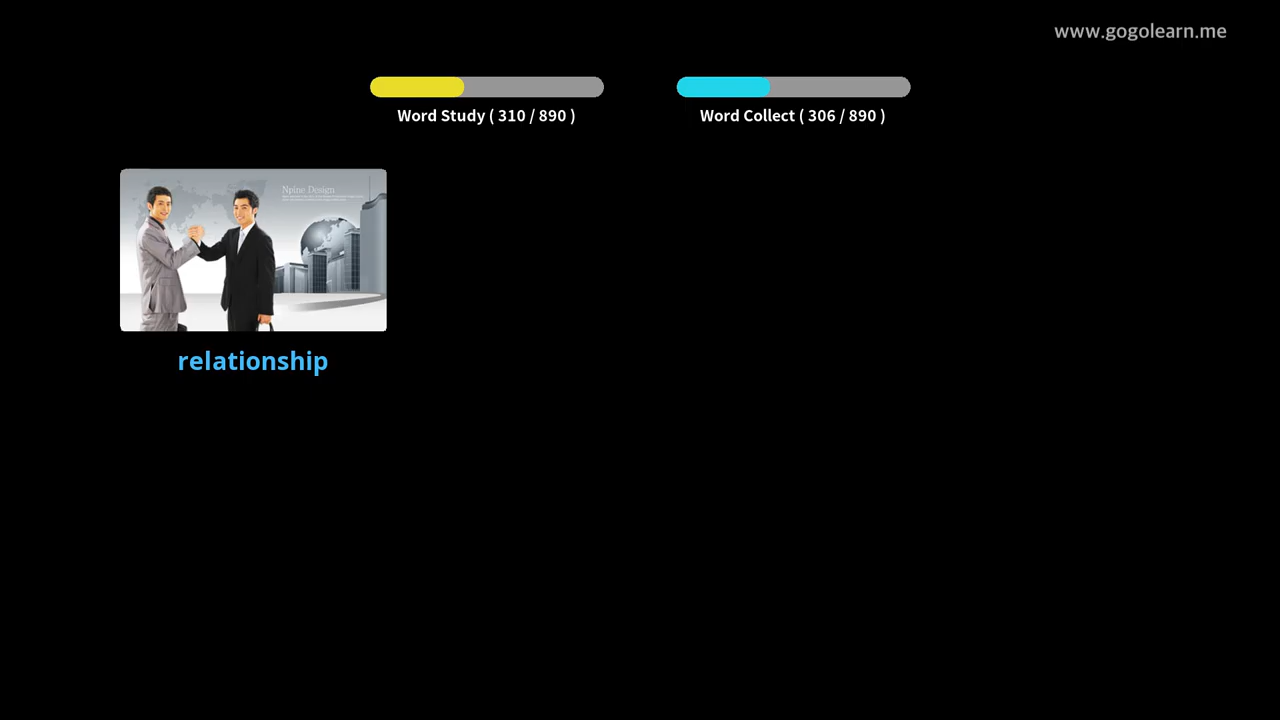 www.gogolearn.me
Word Study ( 310 / 890 )
Word Collect ( 306 / 890 )
Npine Design
relationship